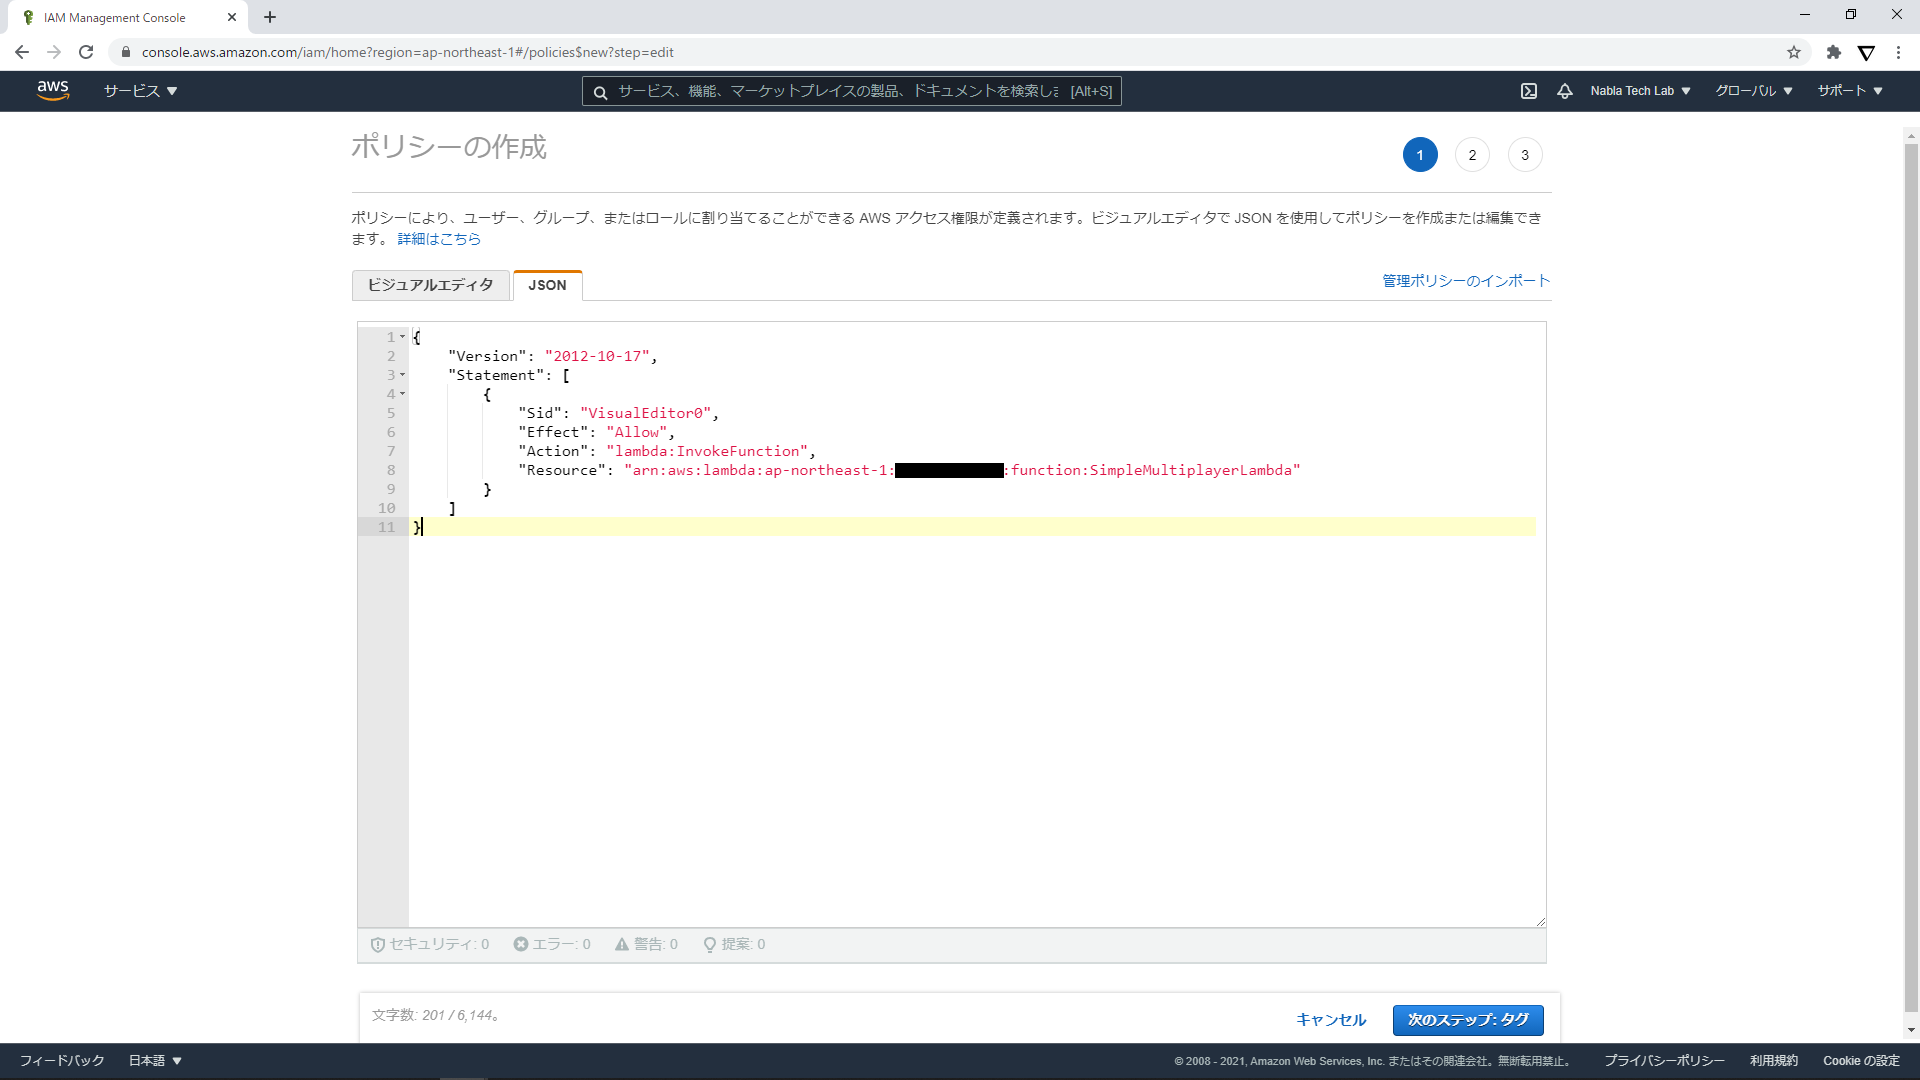 IAM Management Console
console.aws.amazon.com/iam/home?region=ap-northeast-1#/policies$new?step=edit
aws
サービス
サービス、機能、マーケットプレイスの製品、ドキュメントを検索しま [Alt+S]
Nabla Tech Lab
グローバル
サポート
ポリシーの作成
1
2
3
ポリシーにより、ユーザー、グループ、またはロールに割り当てることができる AWS アクセス権限が定義されます。ビジュアルエディタで JSON を使用してポリシーを作成または編集でき
ます。 詳細はこちら
ビジュアルエディタ
JSON
管理ポリシーのインポート
1 {
2 "Version": "2012-10-17",
3 "Statement": [
4 {
5 "Sid": "VisualEditor0",
6 "Effect": "Allow",
7 "Action": "lambda:InvokeFunction",
8 "Resource": "arn:aws:lambda:ap-northeast-1: :function:SimpleMultiplayerLambda"
9 }
10 ]
11 }
セキュリティ: 0
エラー: 0
警告: 0
提案: 0
文字数: 201 / 6,144。
キャンセル
次のステップ: タグ
フィードバック
日本語
© 2008 - 2021, Amazon Web Services, Inc. またはその関連会社。無断転用禁止。
プライバシーポリシー
利用規約
Cookie の設定